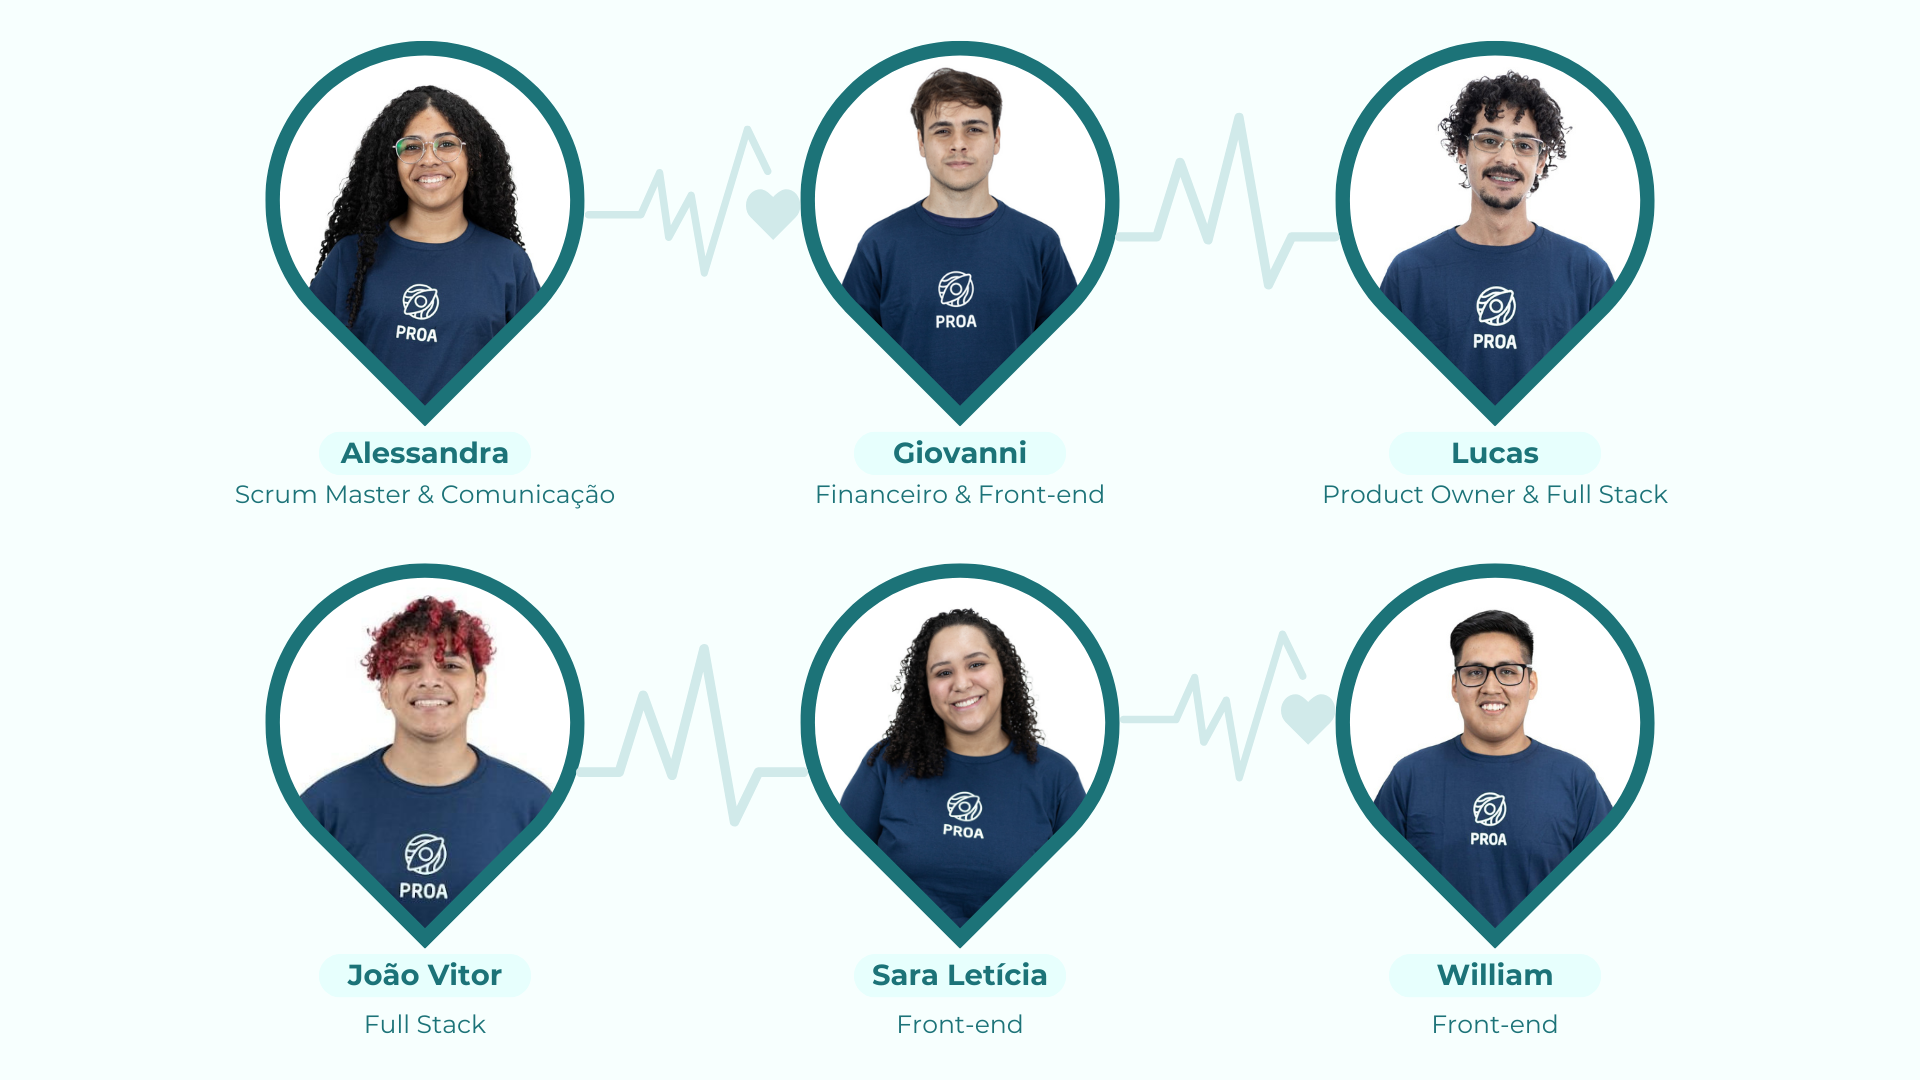 PROA
PROA
PROA
Alessandra
Scrum Master & Comunicação
Giovanni
Financeiro & Front-end
Lucas
Product Owner & Full Stack
PROA
PROA
PROA
João Vitor
Full Stack
Sara Letícia
Front-end
William
Front-end